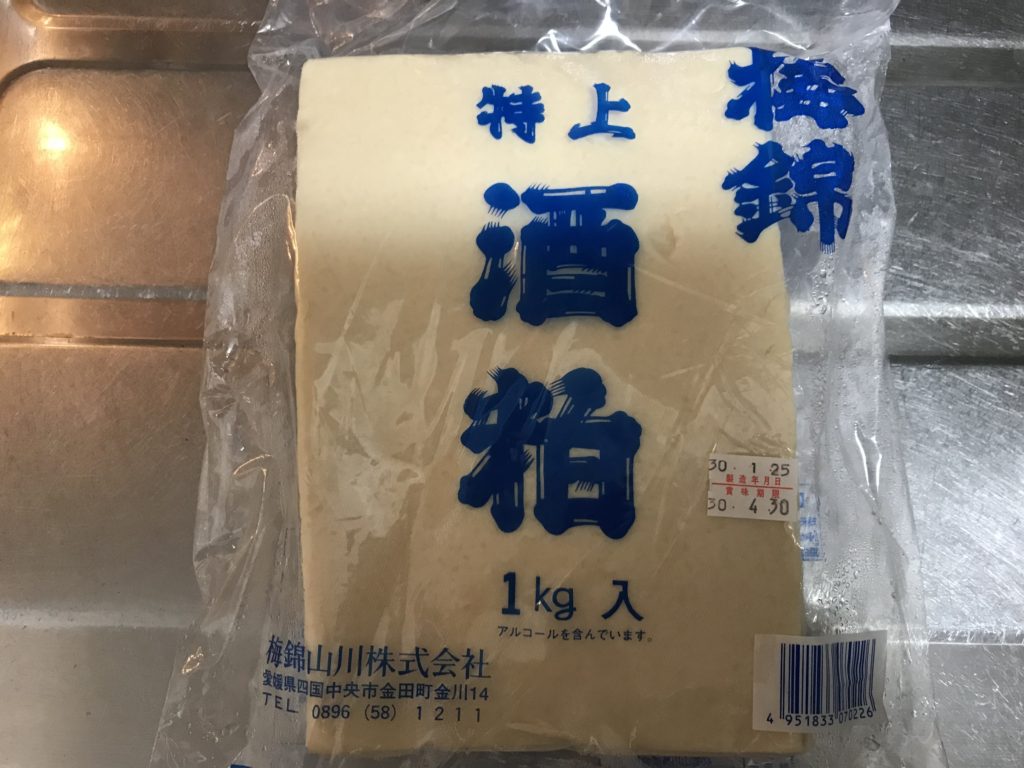 梅錦
特上
酒粕
30. 1.25
製造年月日
賞味期限
30. 4.30
1kg入
アルコールを含んでいます。
梅錦山川株式会社
愛媛県四国中央市金田町金川14
TEL 0896 (58) 1211
4 951833 070226